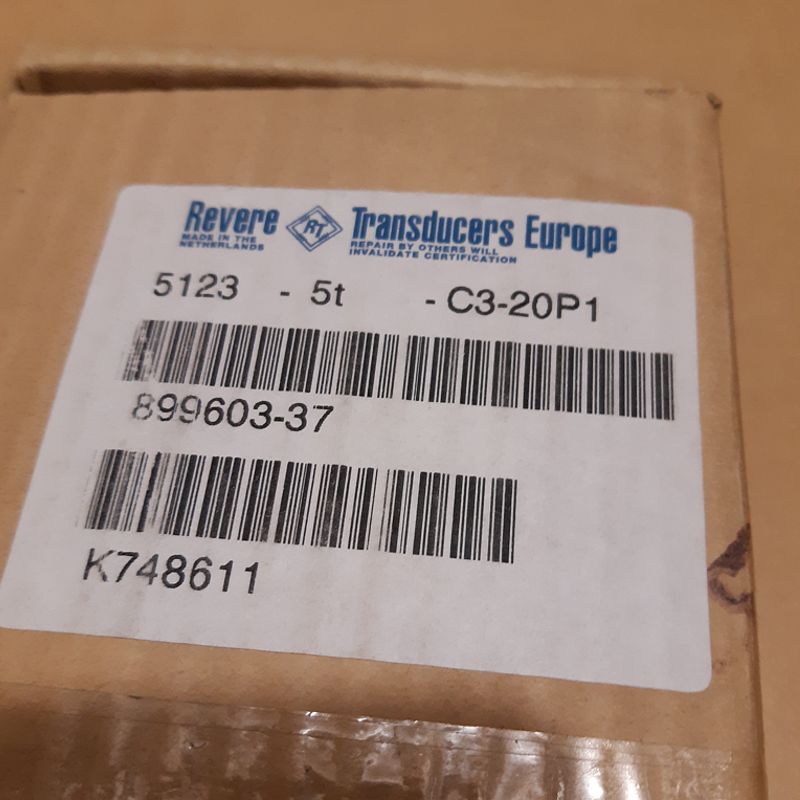 Revere RT Transducers Europe
MADE IN THE
NETHERLANDS
REPAIR BY OTHERS WILL
INVALIDATE CERTIFICATION
5123 - 5t - C3-20P1
899603-37
K748611